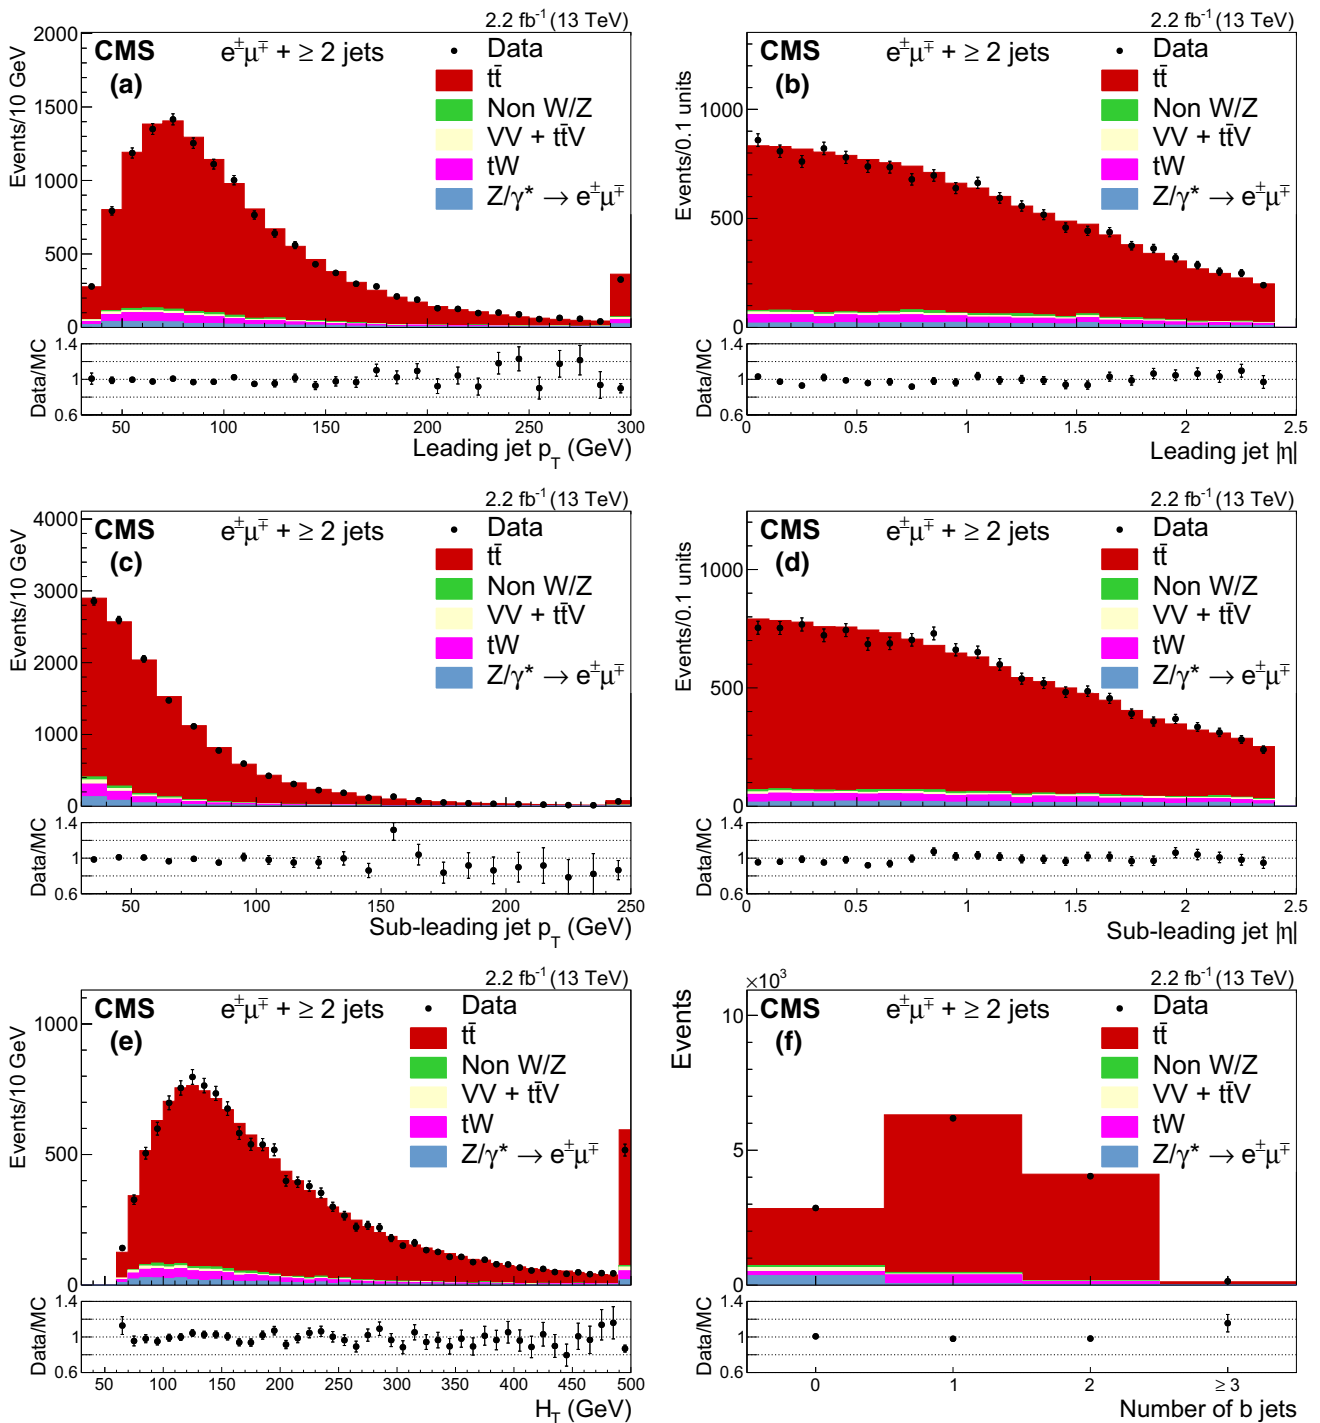 2.2 fb⁻¹ (13 TeV)
CMS
(a)
e±μ∓ + ≥ 2 jets
Data
tt̄
Non W/Z
VV + tt̄V
tW
Z/γ* → e±μ∓
Events/10 GeV
2000
1500
1000
500
0
Data/MC
1.4
1
0.6
50 100 150 200 250 300
Leading jet p_T (GeV)
2.2 fb⁻¹ (13 TeV)
CMS
(b)
e±μ∓ + ≥ 2 jets
Data
tt̄
Non W/Z
VV + tt̄V
tW
Z/γ* → e±μ∓
Events/0.1 units
1000
500
0
Data/MC
1.4
1
0.6
0 0.5 1 1.5 2 2.5
Leading jet |η|
2.2 fb⁻¹ (13 TeV)
CMS
(c)
e±μ∓ + ≥ 2 jets
Data
tt̄
Non W/Z
VV + tt̄V
tW
Z/γ* → e±μ∓
Events/10 GeV
4000
3000
2000
1000
0
Data/MC
1.4
1
0.6
50 100 150 200 250
Sub-leading jet p_T (GeV)
2.2 fb⁻¹ (13 TeV)
CMS
(d)
e±μ∓ + ≥ 2 jets
Data
tt̄
Non W/Z
VV + tt̄V
tW
Z/γ* → e±μ∓
Events/0.1 units
1000
500
0
Data/MC
1.4
1
0.6
0 0.5 1 1.5 2 2.5
Sub-leading jet |η|
2.2 fb⁻¹ (13 TeV)
CMS
(e)
e±μ∓ + ≥ 2 jets
Data
tt̄
Non W/Z
VV + tt̄V
tW
Z/γ* → e±μ∓
Events/10 GeV
1000
500
0
Data/MC
1.4
1
0.6
50 100 150 200 250 300 350 400 450 500
H_T (GeV)
×10³
2.2 fb⁻¹ (13 TeV)
CMS
(f)
e±μ∓ + ≥ 2 jets
Data
tt̄
Non W/Z
VV + tt̄V
tW
Z/γ* → e±μ∓
Events
10
5
0
Data/MC
1.4
1
0.6
0 1 2 ≥ 3
Number of b jets